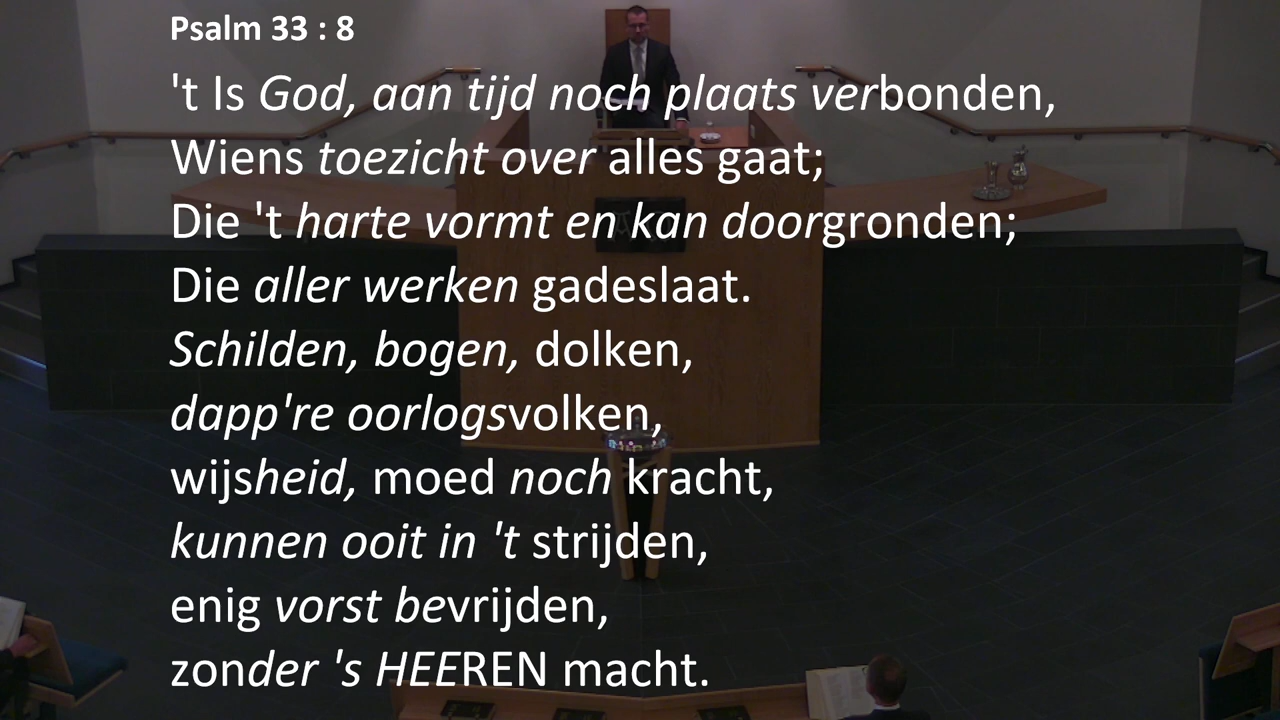 Psalm 33 : 8
't Is God, aan tijd noch plaats verbonden,
Wiens toezicht over alles gaat;
Die 't harte vormt en kan doorgronden;
Die aller werken gadeslaat.
Schilden, bogen, dolken,
dapp're oorlogsvolken,
wijsheid, moed noch kracht,
kunnen ooit in 't strijden,
enig vorst bevrijden,
zonder 's HEEREN macht.